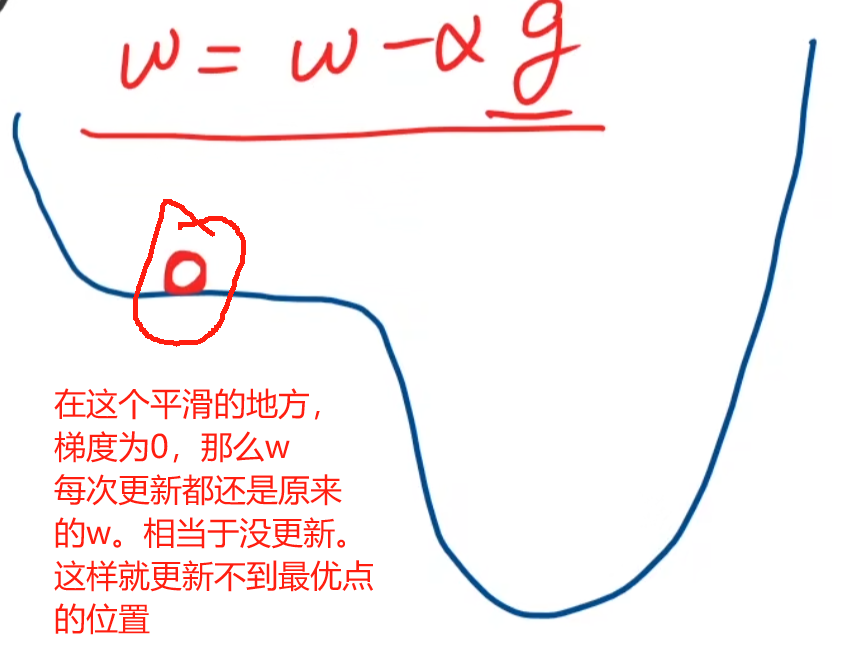 w = w - α g
在这个平滑的地方，
梯度为0，那么w
每次更新都还是原来
的w。相当于没更新。
这样就更新不到最优点
的位置